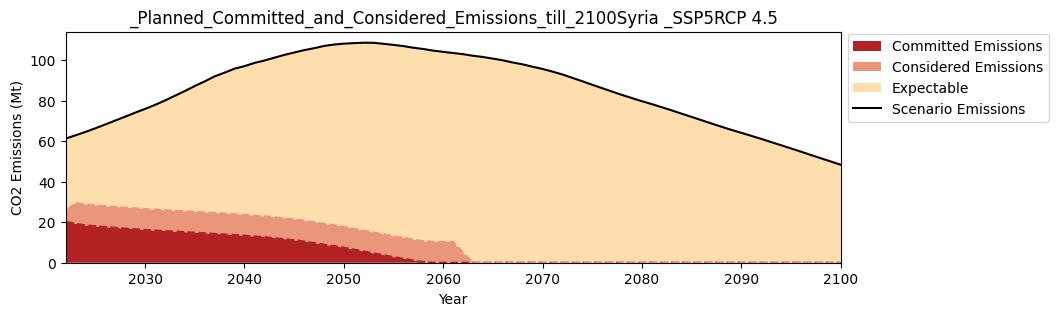 _Planned_Committed_and_Considered_Emissions_till_2100Syria _SSP5RCP 4.5
CO2 Emissions (Mt)
100
80
60
40
20
0
2030 2040 2050 2060 2070 2080 2090 2100
Year
Committed Emissions
Considered Emissions
Expectable
Scenario Emissions